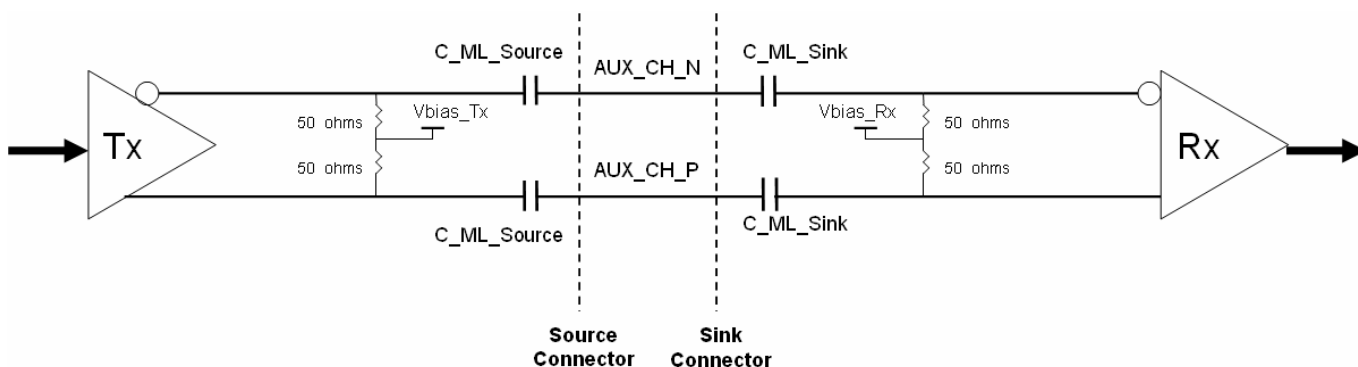 C_ML_Source
C_ML_Sink
AUX_CH_N
Vbias_Tx
Vbias_Rx
50 ohms
50 ohms
Tx
Rx
50 ohms
50 ohms
AUX_CH_P
C_ML_Source
C_ML_Sink
Source
Connector
Sink
Connector